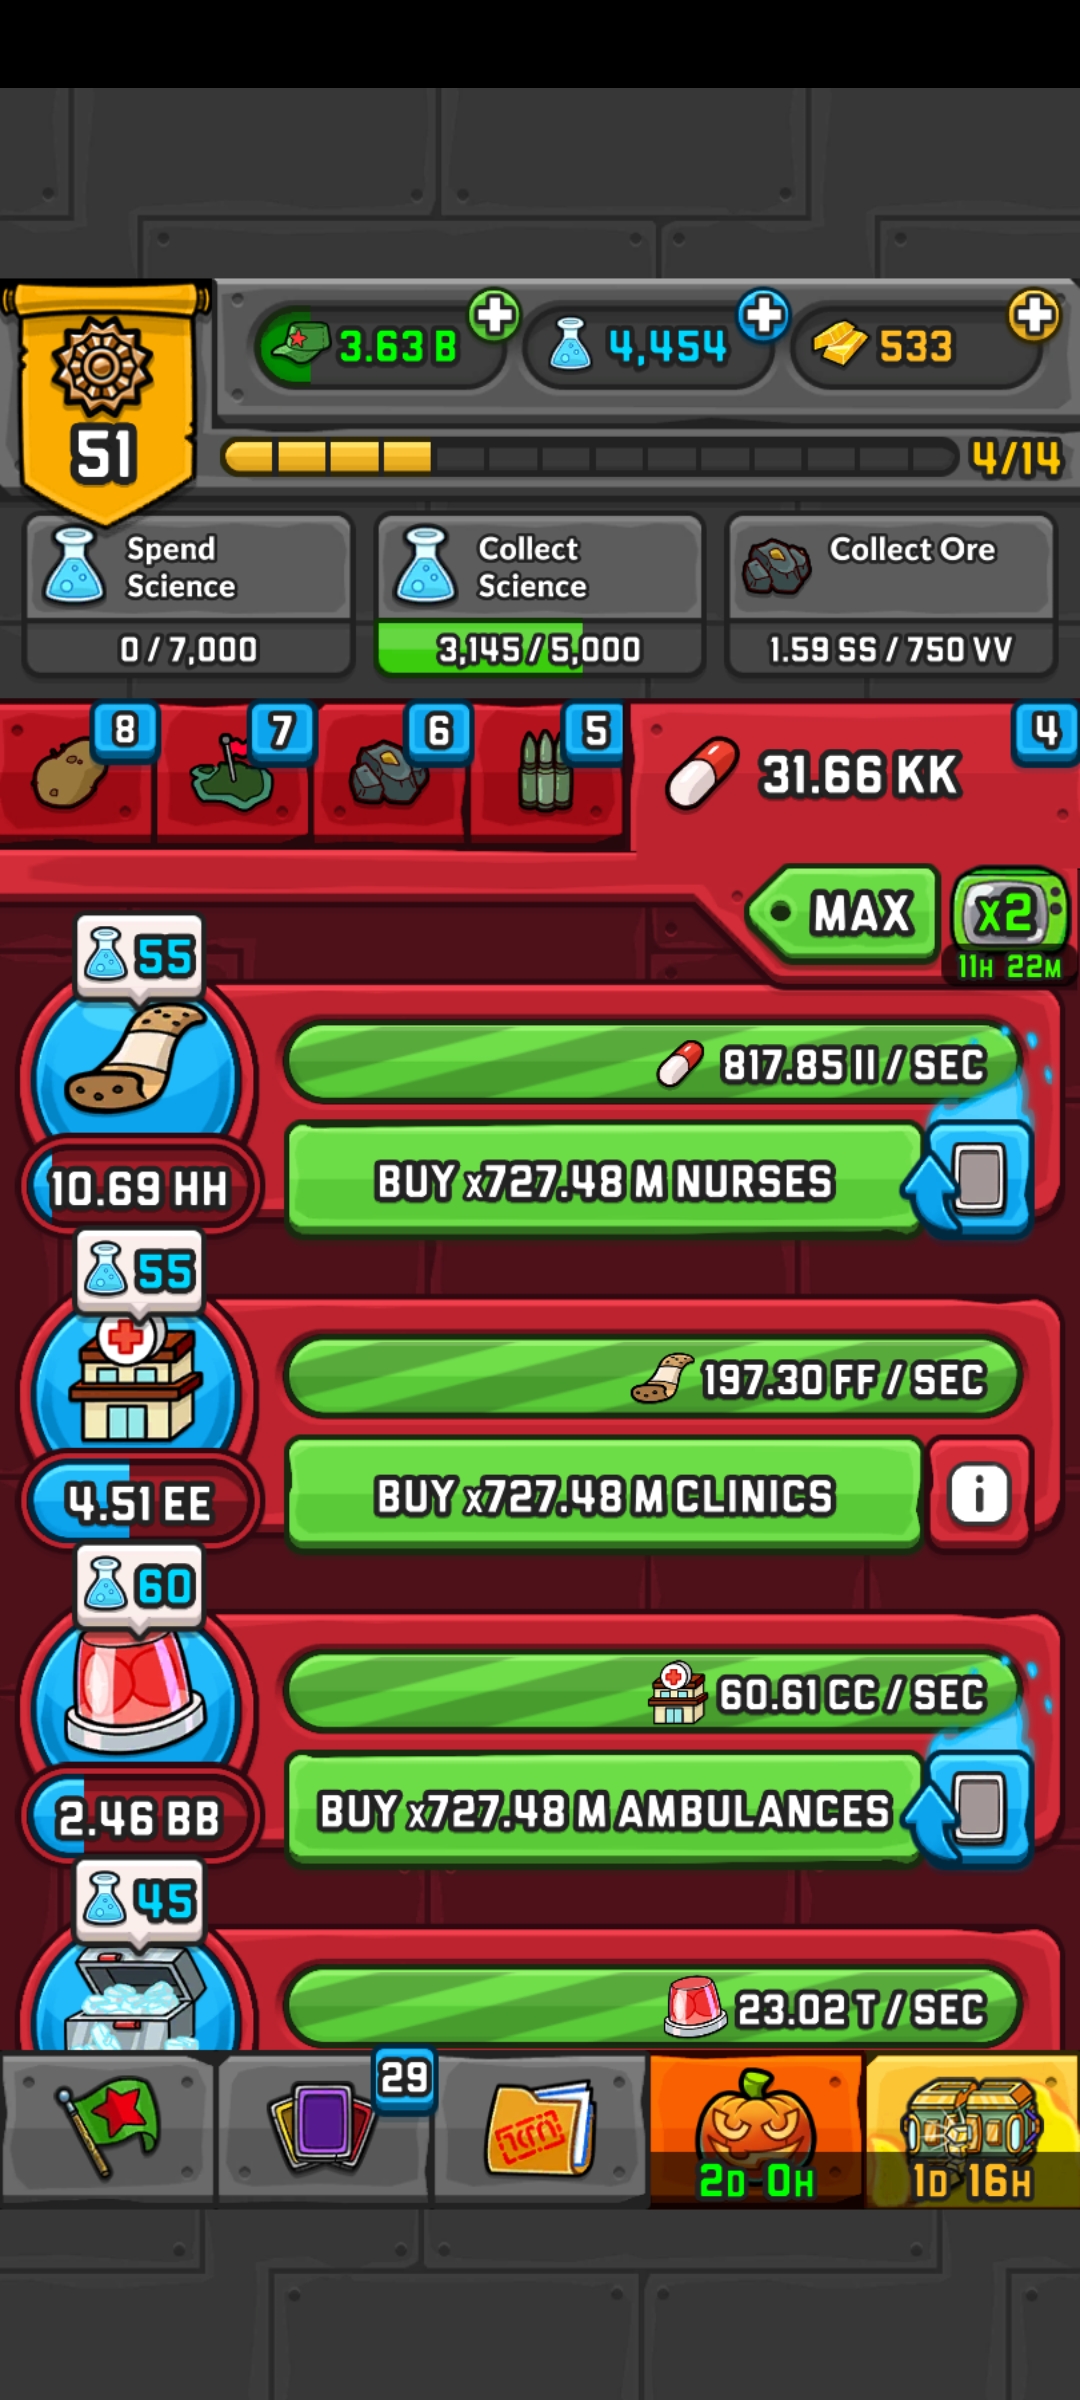 3.63 B
4,454
533
51
4/14
Spend
Science
0 / 7,000
Collect
Science
3,145 / 5,000
Collect Ore
1.59 SS / 750 VV
8
7
6
5
4
31.66 KK
MAX
x2
11H 22M
55
817.85 II / SEC
BUY x727.48 M NURSES
10.69 HH
55
197.30 FF / SEC
BUY x727.48 M CLINICS
i
4.51 EE
60
60.61 CC / SEC
BUY x727.48 M AMBULANCES
2.46 BB
45
23.02 T / SEC
29
2D 0H
1D 16H